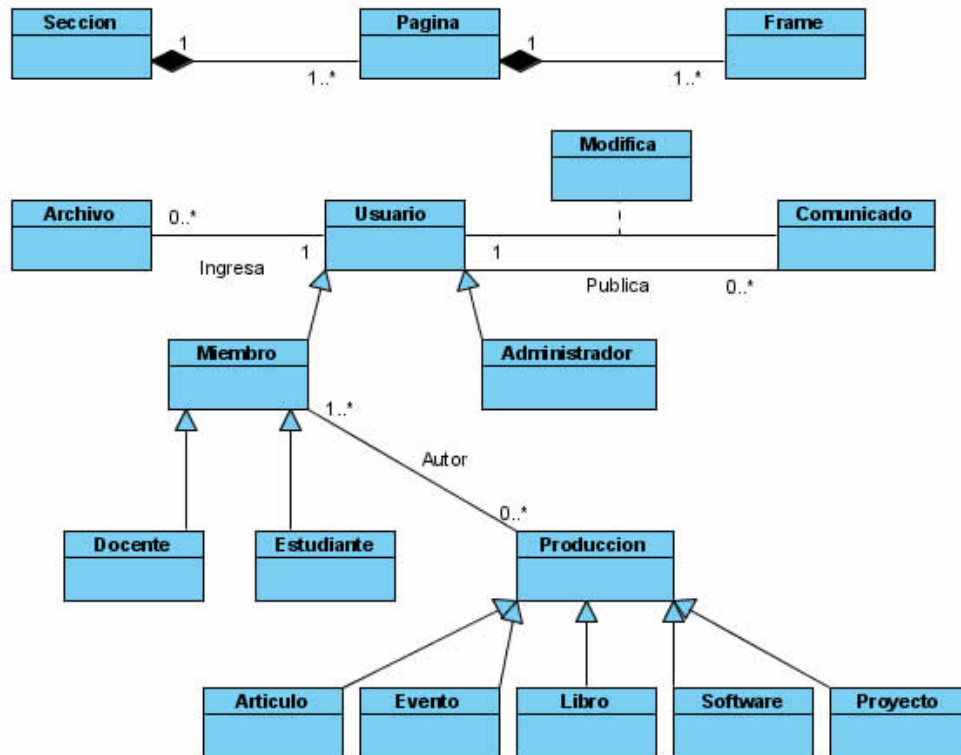 Seccion
Pagina
Frame
1
1..*
1
1..*
Modifica
Archivo
Usuario
Comunicado
0..*
1
Ingresa
1
Publica
0..*
Miembro
Administrador
1..*
Autor
0..*
Docente
Estudiante
Produccion
Articulo
Evento
Libro
Software
Proyecto